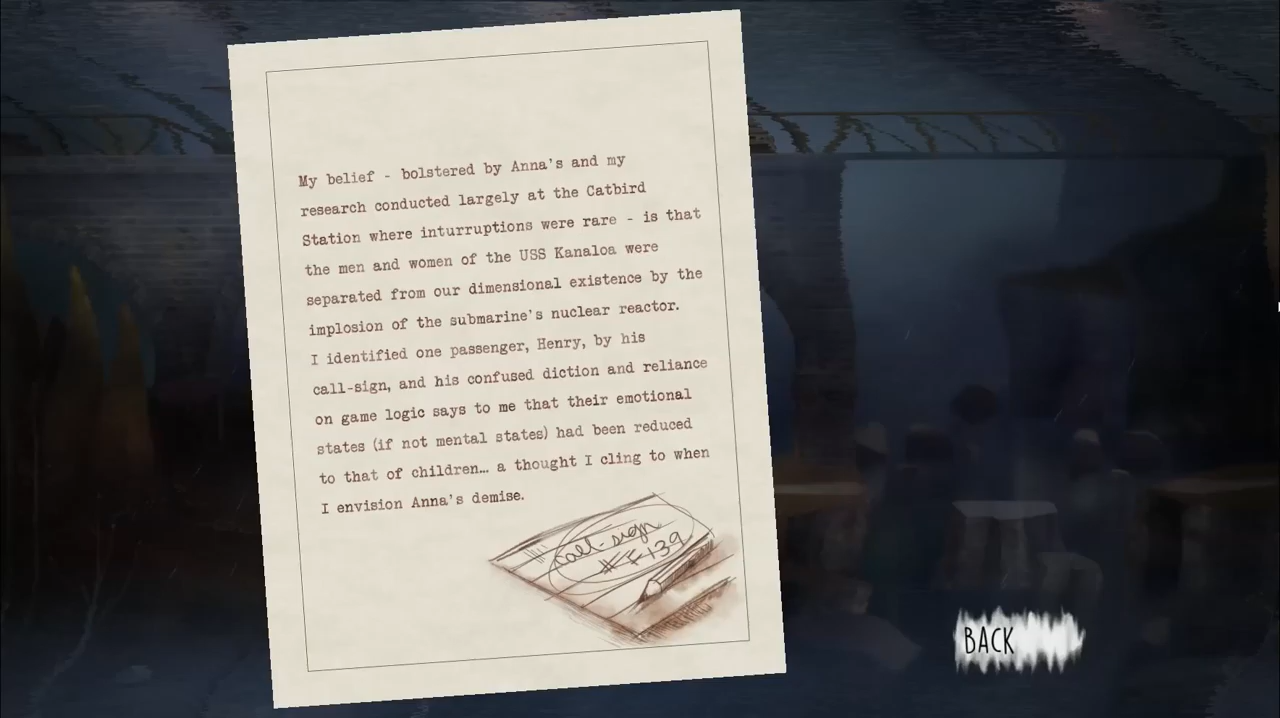 My belief - bolstered by Anna's and my
research conducted largely at the Catbird
Station where inturruptions were rare - is that
the men and women of the USS Kanaloa were
separated from our dimensional existence by the
implosion of the submarine's nuclear reactor.
I identified one passenger, Henry, by his
call-sign, and his confused diction and reliance
on game logic says to me that their emotional
states (if not mental states) had been reduced
to that of children… a thought I cling to when
I envision Anna's demise.
call-sign
#F139
BACK